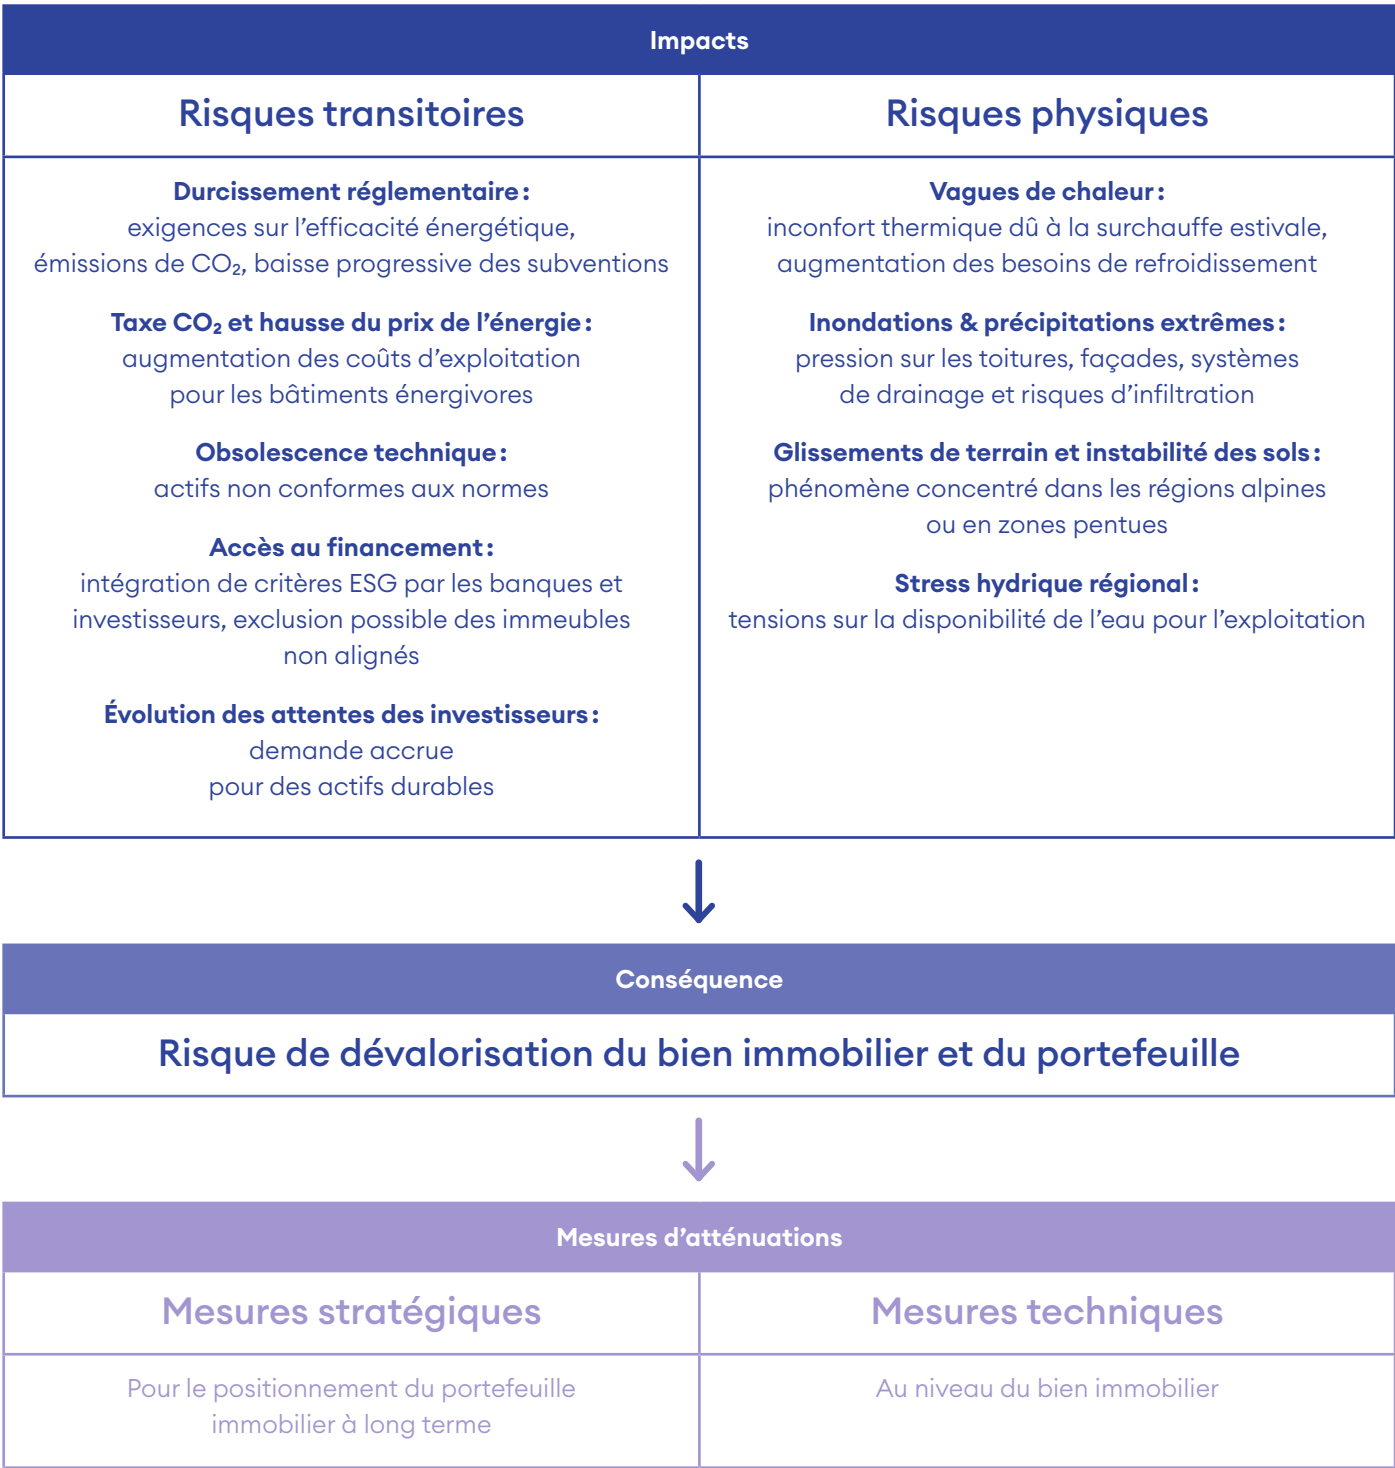 Impacts
Risques transitoires
Durcissement réglementaire :
exigences sur l’efficacité énergétique,
émissions de CO₂, baisse progressive des subventions
Taxe CO₂ et hausse du prix de l’énergie :
augmentation des coûts d’exploitation
pour les bâtiments énergivores
Obsolescence technique :
actifs non conformes aux normes
Accès au financement :
intégration de critères ESG par les banques et
investisseurs, exclusion possible des immeubles
non alignés
Évolution des attentes des investisseurs :
demande accrue
pour des actifs durables
Risques physiques
Vagues de chaleur :
inconfort thermique dû à la surchauffe estivale,
augmentation des besoins de refroidissement
Inondations & précipitations extrêmes :
pression sur les toitures, façades, systèmes
de drainage et risques d’infiltration
Glissements de terrain et instabilité des sols :
phénomène concentré dans les régions alpines
ou en zones pentues
Stress hydrique régional :
tensions sur la disponibilité de l’eau pour l’exploitation
Conséquence
Risque de dévalorisation du bien immobilier et du portefeuille
Mesures d’atténuations
Mesures stratégiques
Pour le positionnement du portefeuille
immobilier à long terme
Mesures techniques
Au niveau du bien immobilier